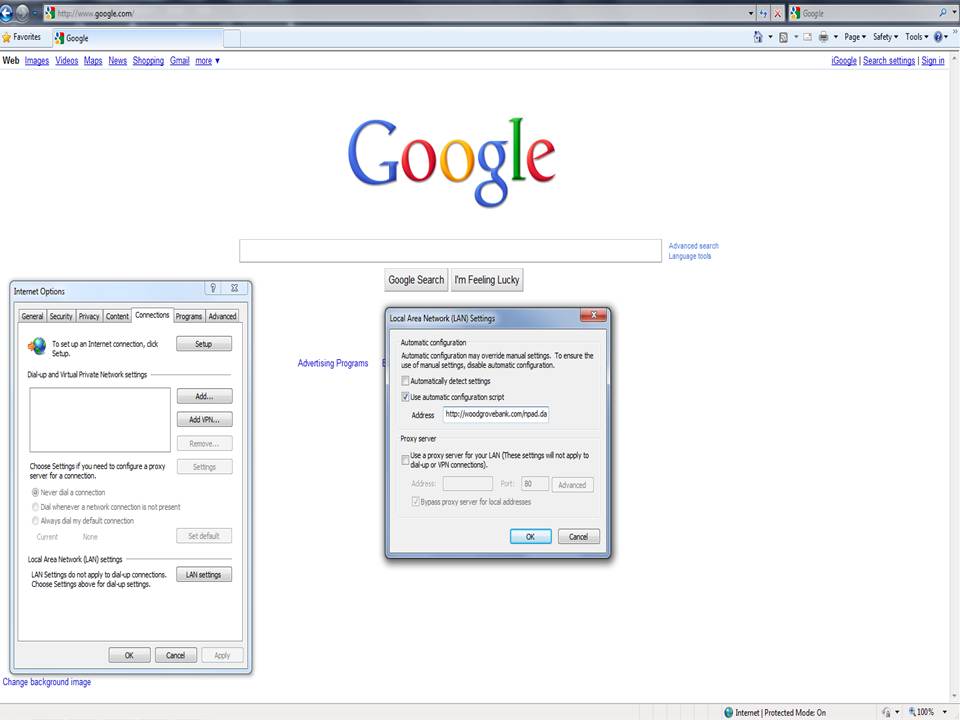 http://www.google.com/
Google
Favorites
Google
Page
Safety
Tools
Web Images Videos Maps News Shopping Gmail more
iGoogle | Search settings | Sign in
Google
Advanced search
Language tools
Google Search
I'm Feeling Lucky
Advertising Programs
Internet Options
General Security Privacy Content Connections Programs Advanced
To set up an Internet connection, click
Setup.
Setup
Dial-up and Virtual Private Network settings
Add...
Add VPN...
Remove...
Choose Settings if you need to configure a proxy
server for a connection.
Settings
Never dial a connection
Dial whenever a network connection is not present
Always dial my default connection
Current None
Set default
Local Area Network (LAN) settings
LAN Settings do not apply to dial-up connections.
Choose Settings above for dial-up settings.
LAN settings
OK Cancel Apply
Local Area Network (LAN) Settings
Automatic configuration
Automatic configuration may override manual settings. To ensure the
use of manual settings, disable automatic configuration.
Automatically detect settings
Use automatic configuration script
Address http://woodgrovebank.com/npad.da
Proxy server
Use a proxy server for your LAN (These settings will not apply to
dial-up or VPN connections).
Address: Port: 80 Advanced
Bypass proxy server for local addresses
OK Cancel
Change background image
Internet | Protected Mode: On
100%